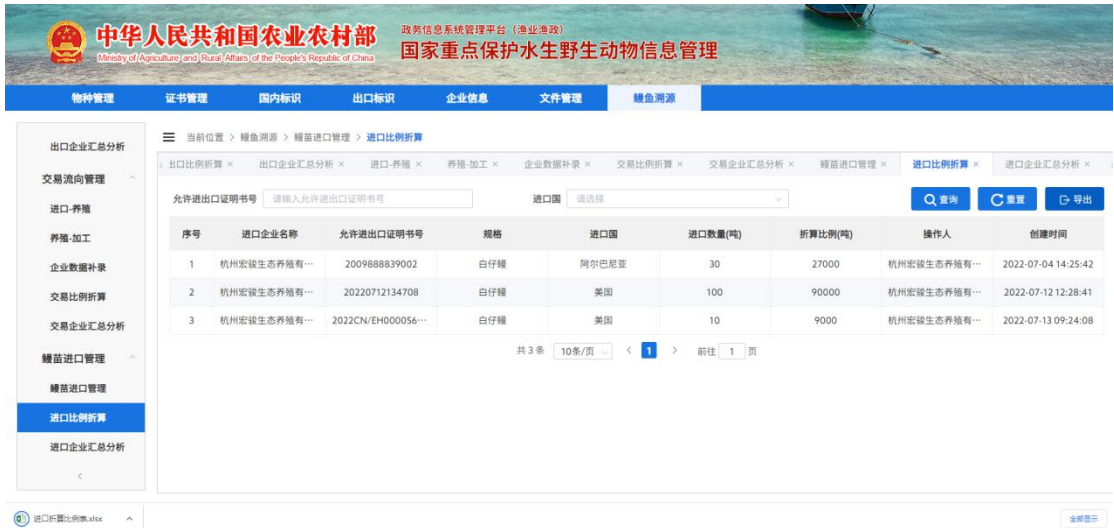 中华人民共和国农业农村部
Ministry of Agriculture and Rural Affairs of the People's Republic of China
政务信息系统管理平台（渔业渔政）
国家重点保护水生野生动物信息管理
物种管理 证书管理 国内标识 出口标识 企业信息 文件管理 鳗鱼溯源
出口企业汇总分析
交易流向管理
进口-养殖
养殖-加工
企业数据补录
交易比例折算
交易企业汇总分析
鳗苗进口管理
鳗苗进口管理
进口比例折算
进口企业汇总分析
当前位置 > 鳗鱼溯源 > 鳗苗进口管理 > 进口比例折算
出口比例折算 × 出口企业汇总分析 × 进口-养殖 × 养殖-加工 × 企业数据补录 × 交易比例折算 × 交易企业汇总分析 × 鳗苗进口管理 × 进口比例折算 × 进口企业汇总分析 ×
允许进出口证明书号 请输入允许进出口证明书号 进口国 请选择 查询 重置 导出
序号 进口企业名称 允许进出口证明书号 规格 进口国 进口数量(吨) 折算比例(吨) 操作人 创建时间
1 杭州宏骏生态养殖有… 2009888839002 白仔鳗 阿尔巴尼亚 30 27000 杭州宏骏生态养殖有… 2022-07-04 14:25:42
2 杭州宏骏生态养殖有… 20220712134708 白仔鳗 美国 100 90000 杭州宏骏生态养殖有… 2022-07-12 12:28:41
3 杭州宏骏生态养殖有… 2022CN/EH000056… 白仔鳗 美国 10 9000 杭州宏骏生态养殖有… 2022-07-13 09:24:08
共 3 条 10条/页 < 1 > 前往 1 页
进口折算比例表.xlsx
全部显示